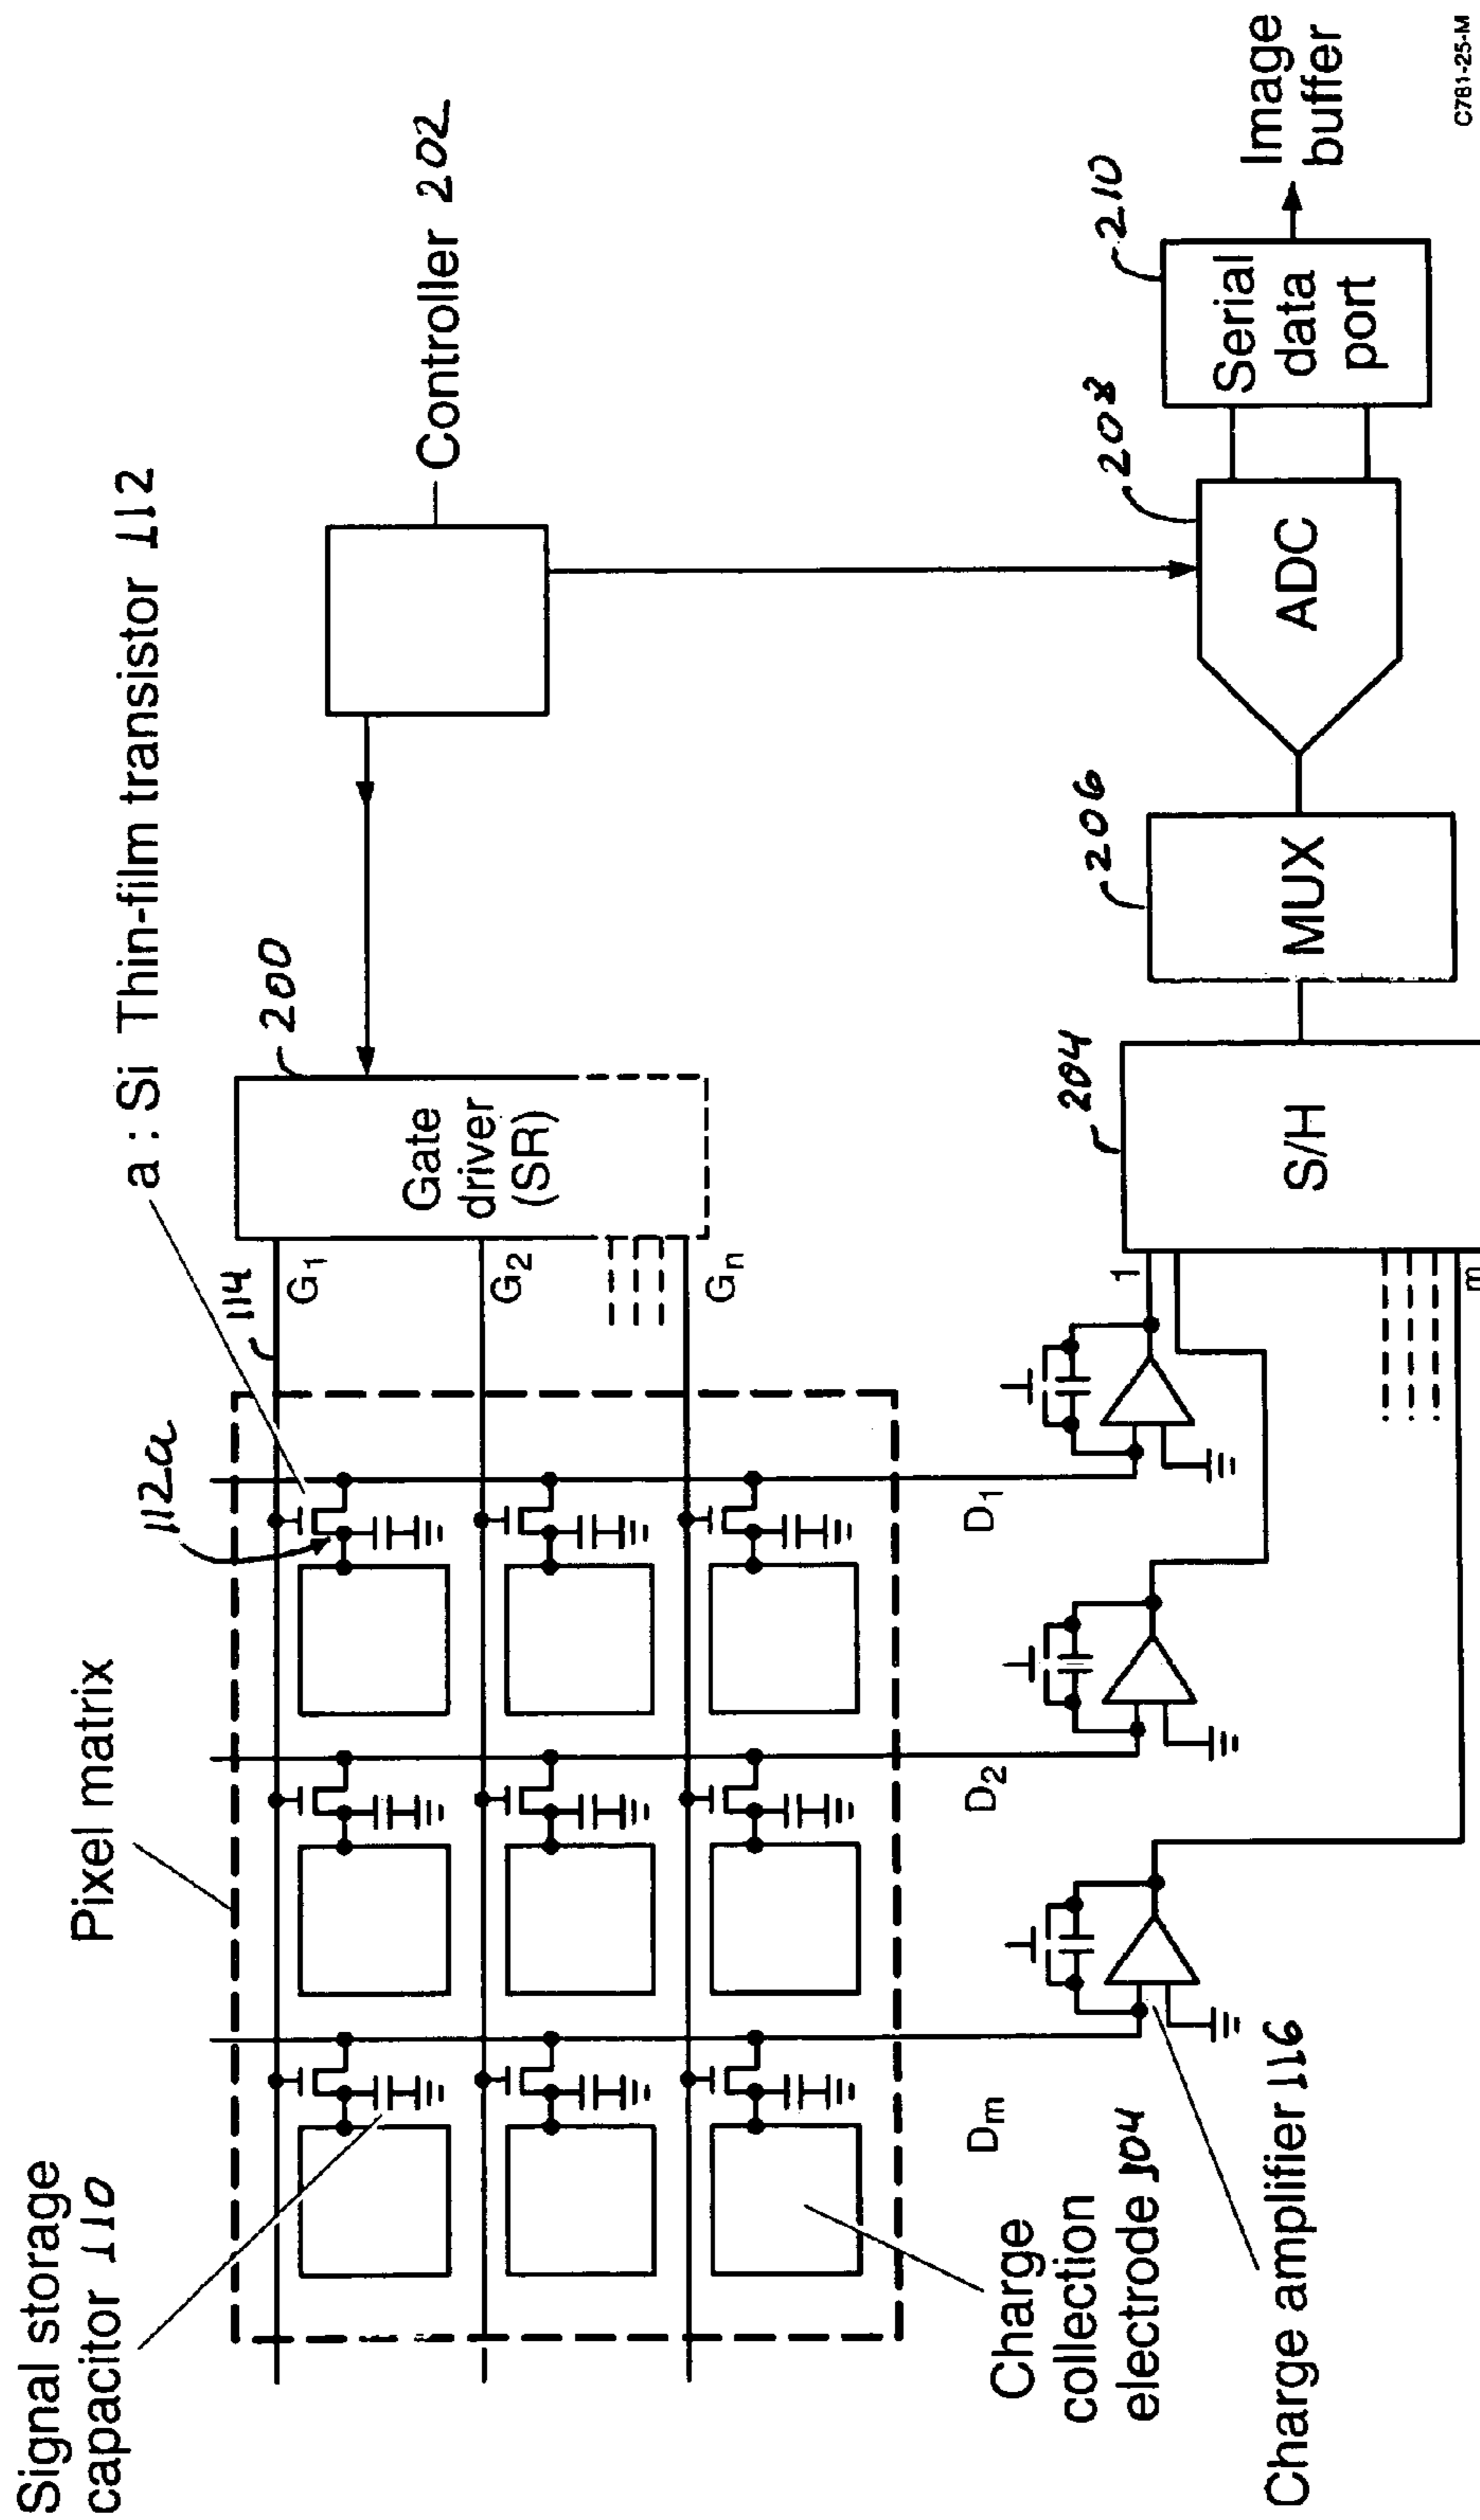 Signal storage
capacitor 110
Pixel matrix
112a
a : Si Thin-film transistor 112
114
200
Controller 202
G1
G2
Gn
Gate
driver
(SR)
D1
D2
Dm
Charge
collection
electrode 104
Charge amplifier 116
1
m
204
S/H
206
MUX
208
ADC
210
Serial
data
port
Image
buffer
C781-25-M